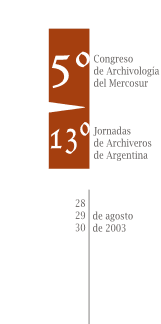 5º Congreso
de Archivología
del Mercosur
13º Jornadas
de Archiveros
de Argentina
28
29 de agosto
30 de 2003